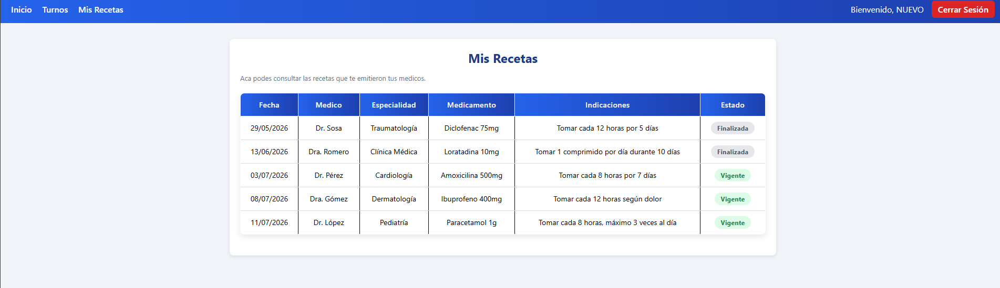 Inicio Turnos Mis Recetas Bienvenido, NUEVO Cerrar Sesión
Mis Recetas
Aca podes consultar las recetas que te emitieron tus medicos.
Fecha Medico Especialidad Medicamento Indicaciones Estado
29/05/2026 Dr. Sosa Traumatología Diclofenac 75mg Tomar cada 12 horas por 5 días Finalizada
13/06/2026 Dra. Romero Clínica Médica Loratadina 10mg Tomar 1 comprimido por día durante 10 días Finalizada
03/07/2026 Dr. Pérez Cardiología Amoxicilina 500mg Tomar cada 8 horas por 7 días Vigente
08/07/2026 Dra. Gómez Dermatología Ibuprofeno 400mg Tomar cada 12 horas según dolor Vigente
11/07/2026 Dr. López Pediatría Paracetamol 1g Tomar cada 8 horas, máximo 3 veces al día Vigente